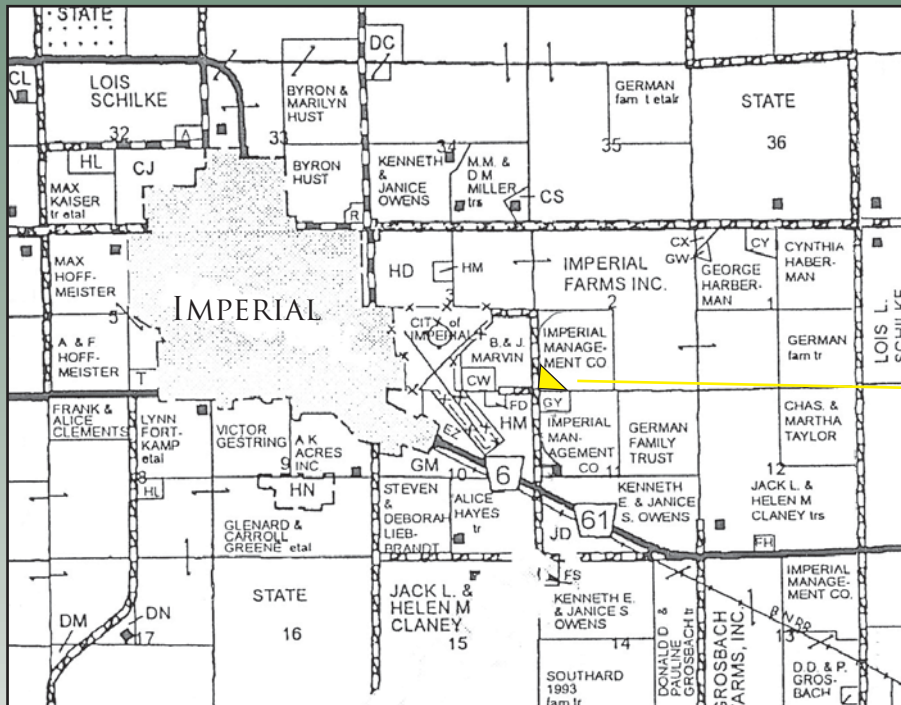 STATE
CL
LOIS
SCHILKE
32
A
HL
CJ
MAX
KAISER
tr etal
33
BYRON &
MARILYN
HUST
BYRON
HUST
R
DC
34
KENNETH
&
JANICE
OWENS
M.M. &
D M
MILLER
trs
CS
GERMAN
35
STATE
36
MAX
HOFF-
MEISTER
5
A & F
HOFF-
MEISTER
T
IMPERIAL
HD
HM
3
CITY of
IMPERIAL
B. & J.
MARVIN
CW
FD
HM
EZ
IMPERIAL
FARMS INC.
2
IMPERIAL
MANAGE-
MENT CO
CX
GW
CY
GEORGE
HARBER-
MAN
1
CYNTHIA
HABER-
MAN
GERMAN
fam tr
LOIS L.
SCHILKE
FRANK &
ALICE
CLEMENTS
LYNN
FORT-
KAMP
etal
8
HL
VICTOR
GESTRING
9
A K
ACRES
INC
HN
GLENARD &
CARROLL
GREENE etal
GM
10
6
STEVEN
&
DEBORAH
LIEB-
BRANDT
ALICE
HAYES
tr
GY
IMPERIAL
MAN-
AGEMENT
CO
11
GERMAN
FAMILY
TRUST
KENNETH
E. & JANICE
S. OWENS
61
JD
CHAS. &
MARTHA
TAYLOR
12
JACK L. &
HELEN M
CLANEY trs
FH
DM
DN
17
STATE
16
JACK L. &
HELEN M
CLANEY
15
FS
KENNETH E.
& JANICE S
OWENS
14
SOUTHARD
1993
fam tr
DONALD D &
PAULINE
GROSBACH tr
GROSBACH
FARMS, INC.
B N RR
IMPERIAL
MANAGE-
MENT CO.
13
D.D. & P.
GROS-
BACH